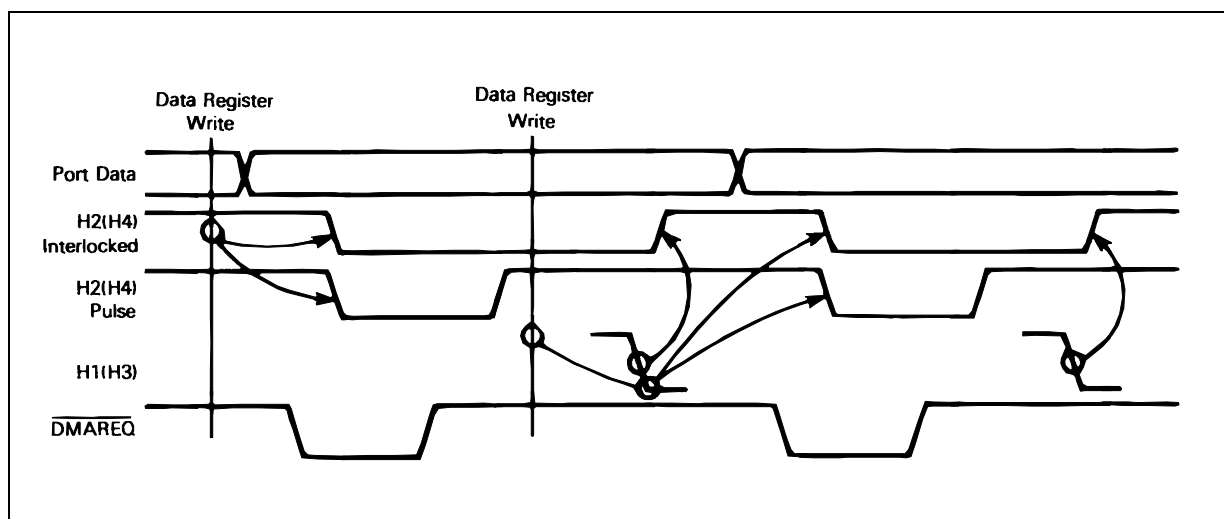 Data Register
Write
Data Register
Write
Port Data
H2(H4)
Interlocked
H2(H4)
Pulse
H1(H3)
DMAREQ